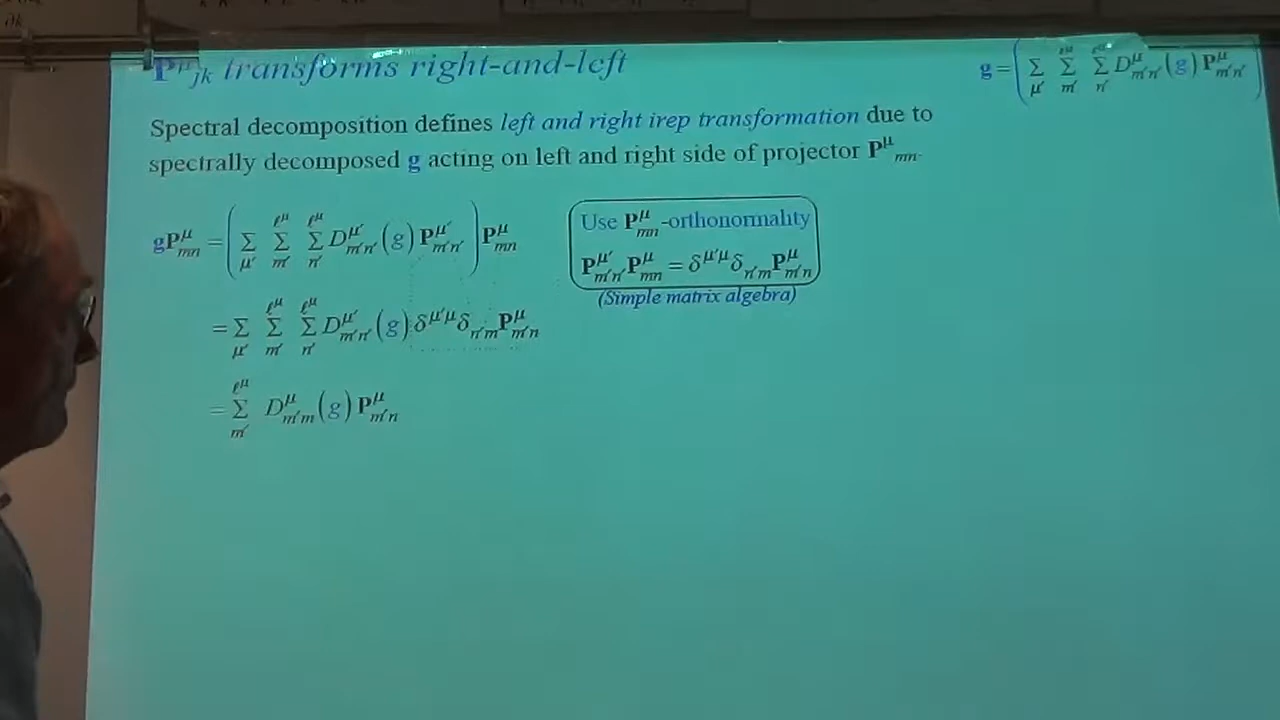 P^μ_jk transforms right-and-left
g=(Σ_μ′ Σ_m′^ℓ^μ Σ_n′^ℓ^μ D^μ′_m′n′(g) P^μ′_m′n′)
Spectral decomposition defines left and right irep transformation due to
spectrally decomposed g acting on left and right side of projector P^μ_mn.
gP^μ_mn = (Σ_μ′ Σ_m′^ℓ^μ Σ_n′^ℓ^μ D^μ′_m′n′(g) P^μ′_m′n′) P^μ_mn
Use P^μ_mn-orthonormality
P^μ′_m′n′ P^μ_mn = δ^μ′μ δ_n′m P^μ_m′n
(Simple matrix algebra)
= Σ_μ′ Σ_m′^ℓ^μ Σ_n′^ℓ^μ D^μ′_m′n′(g) δ^μ′μ δ_n′m P^μ_m′n
= Σ_m′^ℓ^μ D^μ_m′m(g) P^μ_m′n